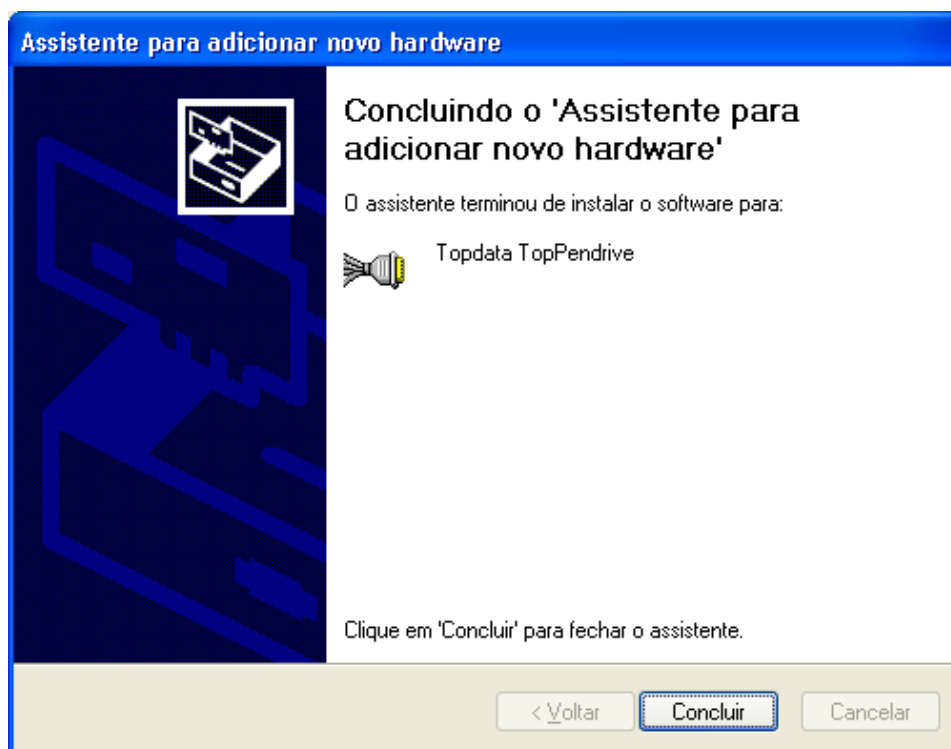 Assistente para adicionar novo hardware
Concluindo o 'Assistente para
adicionar novo hardware'
O assistente terminou de instalar o software para:
Topdata TopPendrive
Clique em 'Concluir' para fechar o assistente.
< Voltar
Concluir
Cancelar